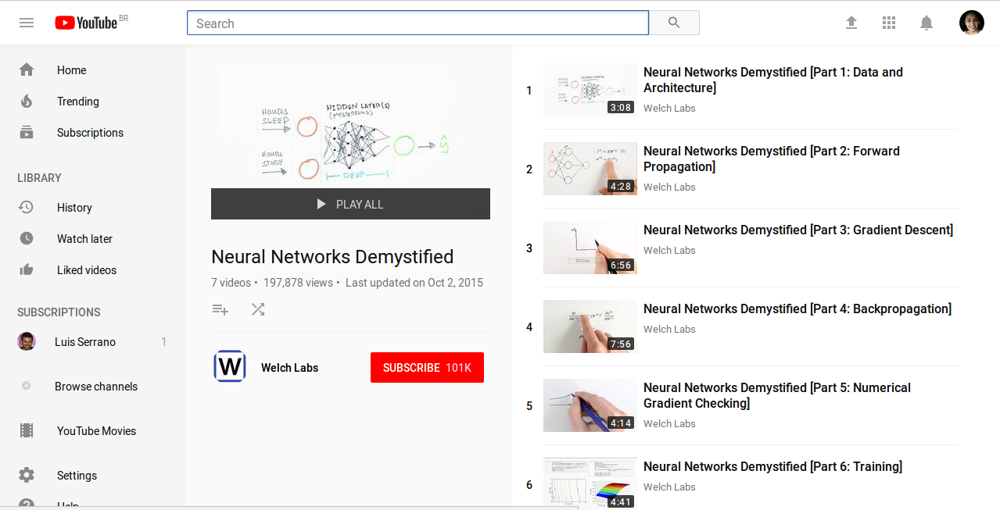 YouTube BR
Search
Home
Trending
Subscriptions
LIBRARY
History
Watch later
Liked videos
SUBSCRIPTIONS
Luis Serrano 1
Browse channels
YouTube Movies
Settings
Help
HOURS
SLEEP
HIDDEN LAYER(S)
(MYSTERIOUS)
HOURS
STUDY
DEEP
ŷ
PLAY ALL
Neural Networks Demystified
7 videos • 197,878 views • Last updated on Oct 2, 2015
W
Welch Labs
SUBSCRIBE 101K
1
3:08
Neural Networks Demystified [Part 1: Data and
Architecture]
Welch Labs
2
4:28
Neural Networks Demystified [Part 2: Forward
Propagation]
Welch Labs
3
6:56
Neural Networks Demystified [Part 3: Gradient Descent]
Welch Labs
4
7:56
Neural Networks Demystified [Part 4: Backpropagation]
Welch Labs
5
4:14
Neural Networks Demystified [Part 5: Numerical
Gradient Checking]
Welch Labs
6
4:41
Neural Networks Demystified [Part 6: Training]
Welch Labs